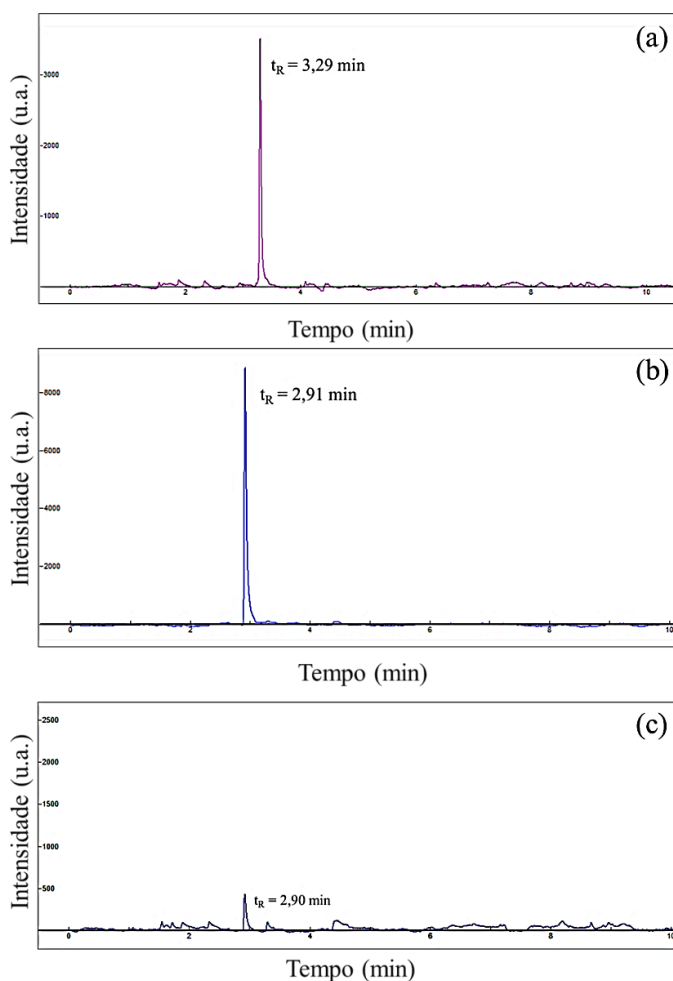 (a)
t_R = 3,29 min
Intensidade (u.a.)
3000
2000
1000
0 2 4 6 8 10
Tempo (min)
(b)
t_R = 2,91 min
Intensidade (u.a.)
8000
6000
4000
2000
0 2 4 6 8 10
Tempo (min)
(c)
Intensidade (u.a.)
2500
2000
1500
1000
500
t_R = 2,90 min
0 2 4 6 8 10
Tempo (min)